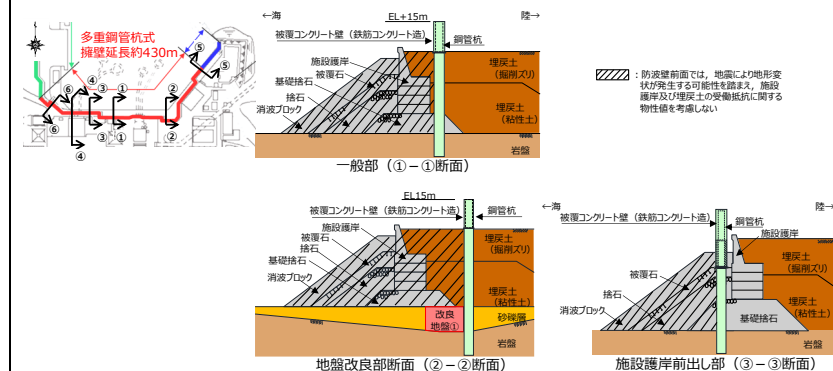 多重鋼管杭式
擁壁延長約430m
⑤
⑤
④
③
①
②
⑥
⑥
③
①
②
④
←海
EL+15m
陸→
被覆コンクリート壁（鉄筋コンクリート造）
鋼管杭
施設護岸
被覆石
基礎捨石
捨石
消波ブロック
埋戻土
（掘削ズリ）
埋戻土
（粘性土）
岩盤
一般部（①－①断面）
：防波壁前面では，地震により地形変
状が発生する可能性を踏まえ，施設
護岸及び埋戻土の受働抵抗に関する
物性値を考慮しない
EL15m
被覆コンクリート壁（鉄筋コンクリート造）
鋼管杭
施設護岸
被覆石
捨石
基礎捨石
消波ブロック
埋戻土
（掘削ズリ）
埋戻土
（粘性土）
改良
地盤①
砂礫層
岩盤
地盤改良部断面（②－②断面）
←海
陸→
被覆コンクリート壁（鉄筋コンクリート造）
鋼管杭
施設護岸
被覆石
捨石
消波ブロック
埋戻土
（掘削ズリ）
埋戻土
（粘性土）
基礎捨石
岩盤
施設護岸前出し部（③－③断面）